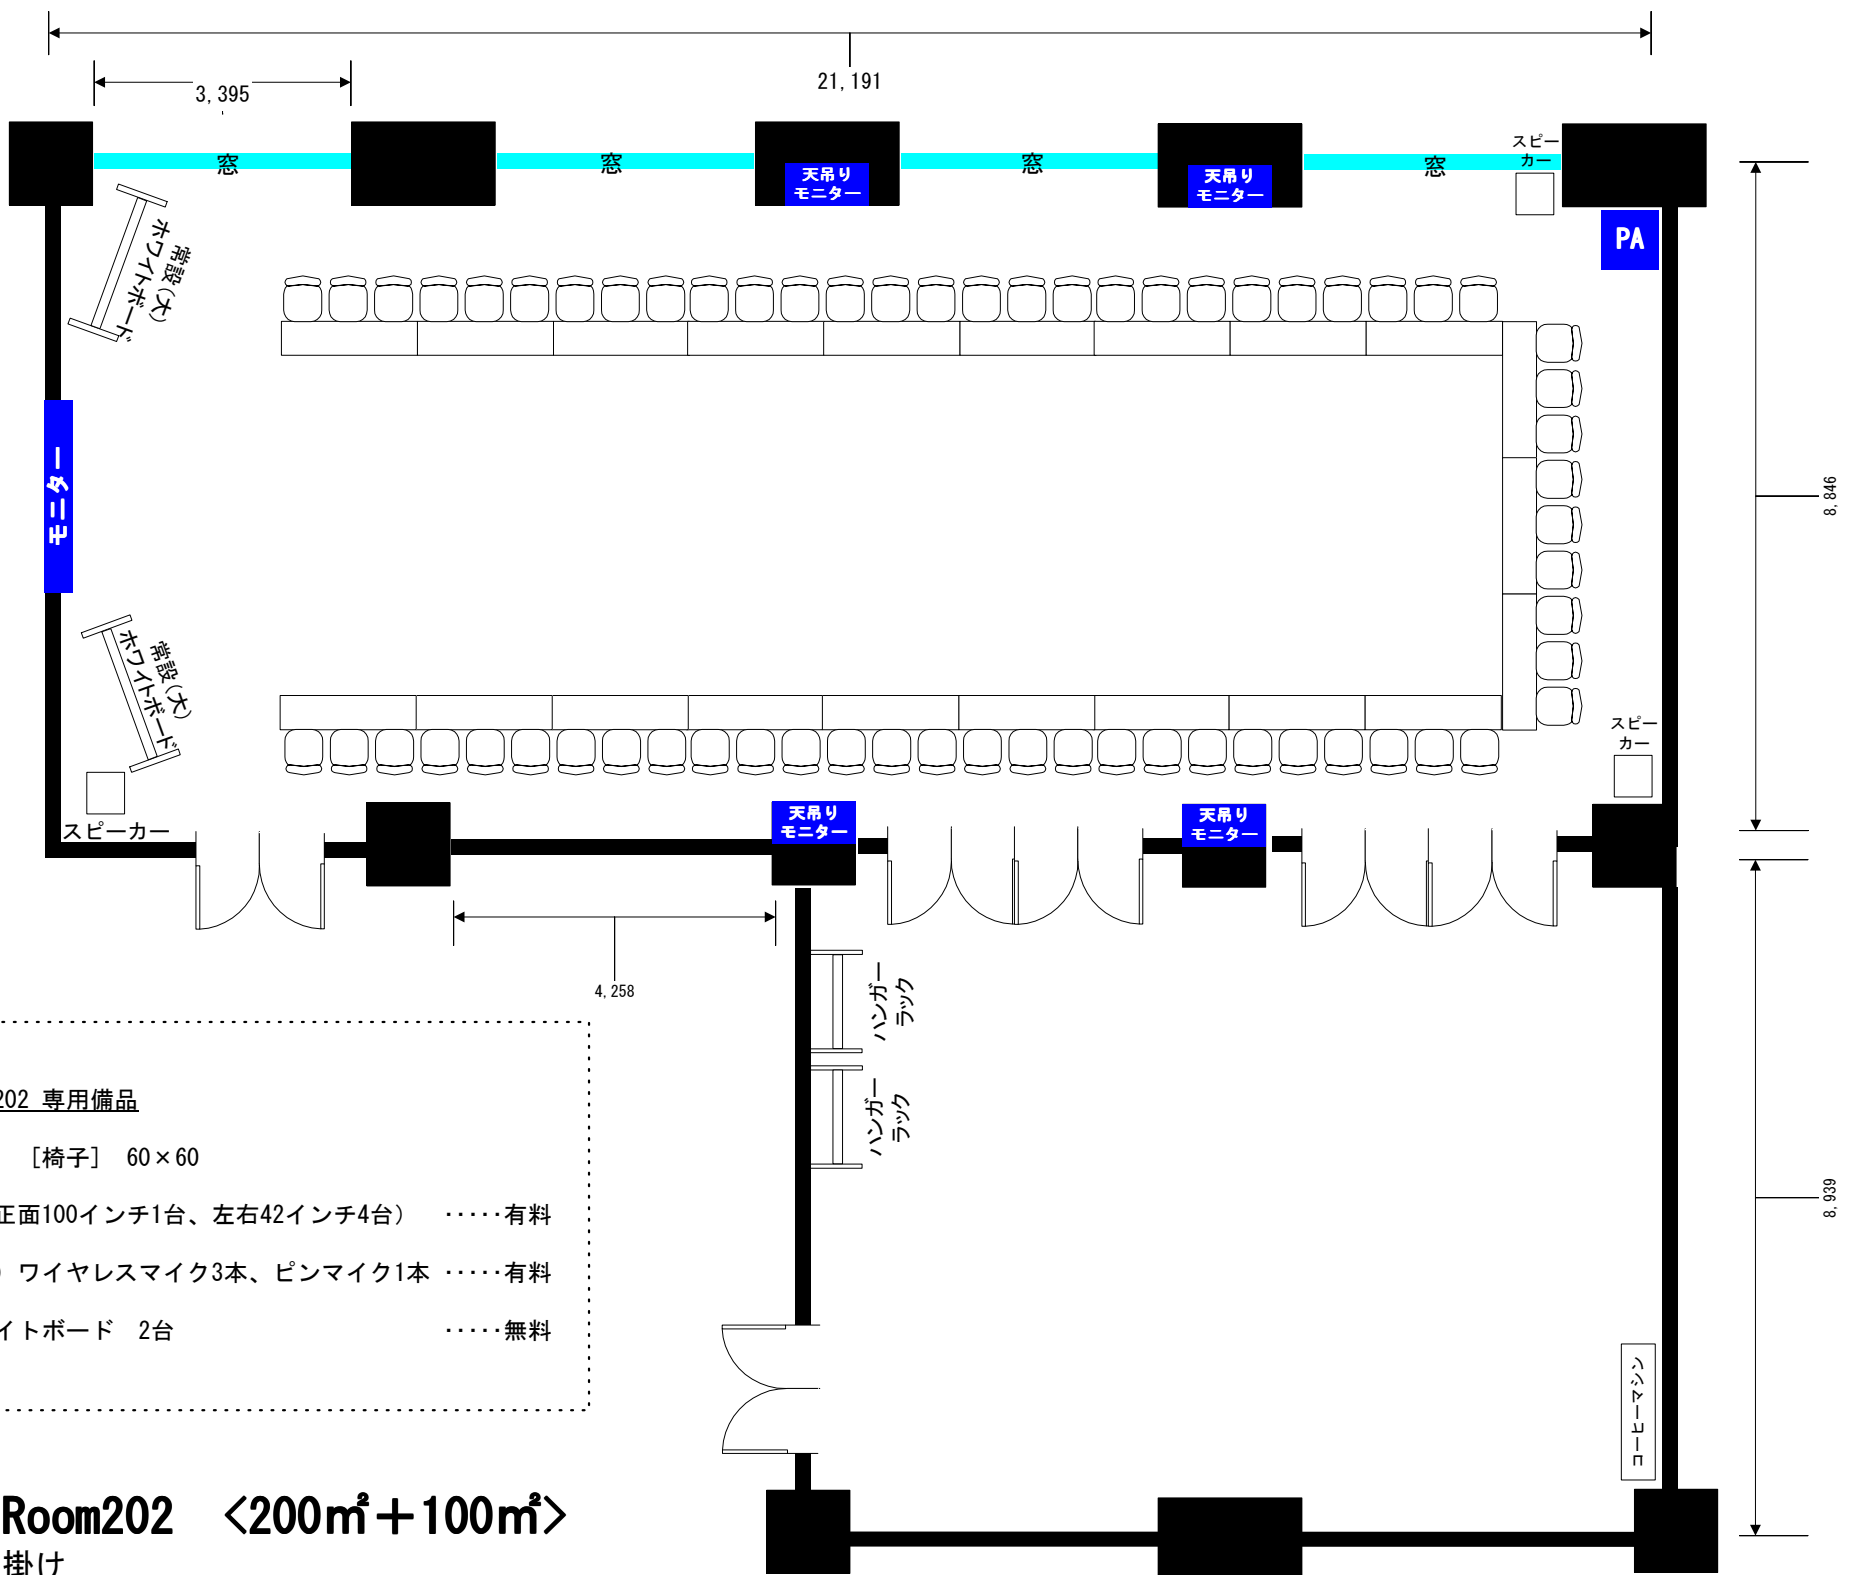 21,191
3,395
窓
窓
窓
窓
スピー
カー
天吊り
モニター
天吊り
モニター
PA
常設(大)
ホワイトボード
モニター
8,846
常設(大)
ホワイトボード
スピー
カー
スピーカー
天吊り
モニター
天吊り
モニター
4,258
ハンガー
ラック
ハンガー
ラック
8,939
202 専用備品
[椅子] 60×60
正面100インチ1台、左右42インチ4台) ・・・・・有料
) ワイヤレスマイク3本、ピンマイク1本 ・・・・・有料
イトボード 2台 ・・・・・無料
コーヒーマシン
Room202 <200㎡+100㎡>
掛け